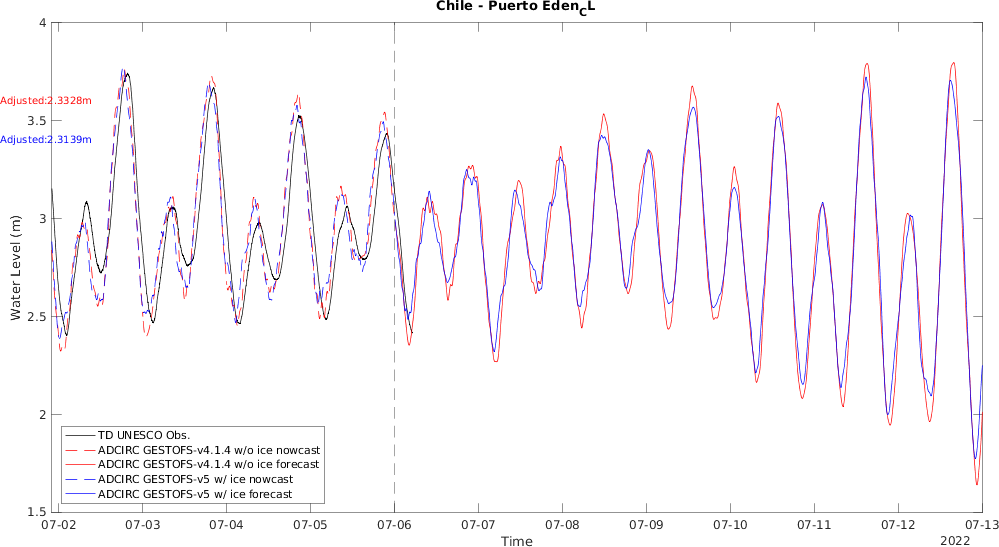 Chile - Puerto Eden_CL
4
3.5
3
2.5
2
1.5
Water Level (m)
Adjusted:2.3328m
Adjusted:2.3139m
TD UNESCO Obs.
ADCIRC GESTOFS-v4.1.4 w/o ice nowcast
ADCIRC GESTOFS-v4.1.4 w/o ice forecast
ADCIRC GESTOFS-v5 w/ ice nowcast
ADCIRC GESTOFS-v5 w/ ice forecast
07-02 07-03 07-04 07-05 07-06 07-07 07-08 07-09 07-10 07-11 07-12 07-13
Time
2022